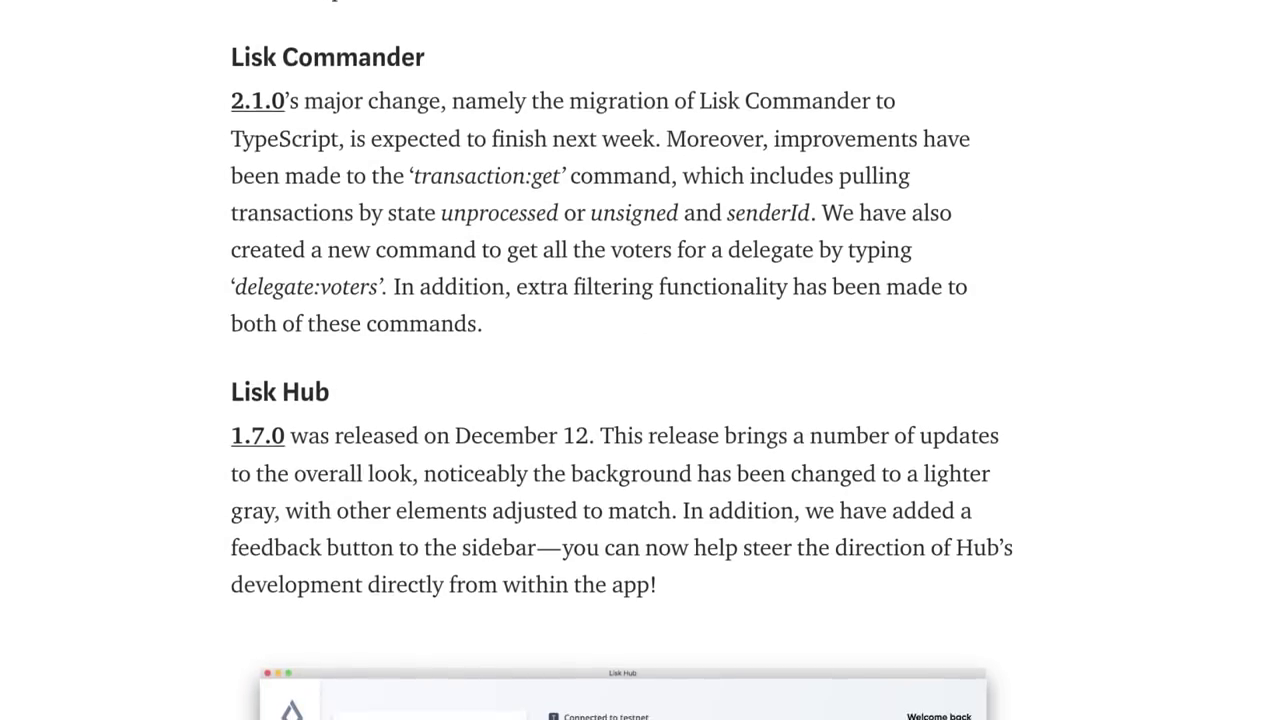 Lisk Commander
2.1.0’s major change, namely the migration of Lisk Commander to
TypeScript, is expected to finish next week. Moreover, improvements have
been made to the ‘transaction:get’ command, which includes pulling
transactions by state unprocessed or unsigned and senderId. We have also
created a new command to get all the voters for a delegate by typing
‘delegate:voters’. In addition, extra filtering functionality has been made to
both of these commands.
Lisk Hub
1.7.0 was released on December 12. This release brings a number of updates
to the overall look, noticeably the background has been changed to a lighter
gray, with other elements adjusted to match. In addition, we have added a
feedback button to the sidebar—you can now help steer the direction of Hub’s
development directly from within the app!
Lisk Hub
Connected to testnet
Welcome back